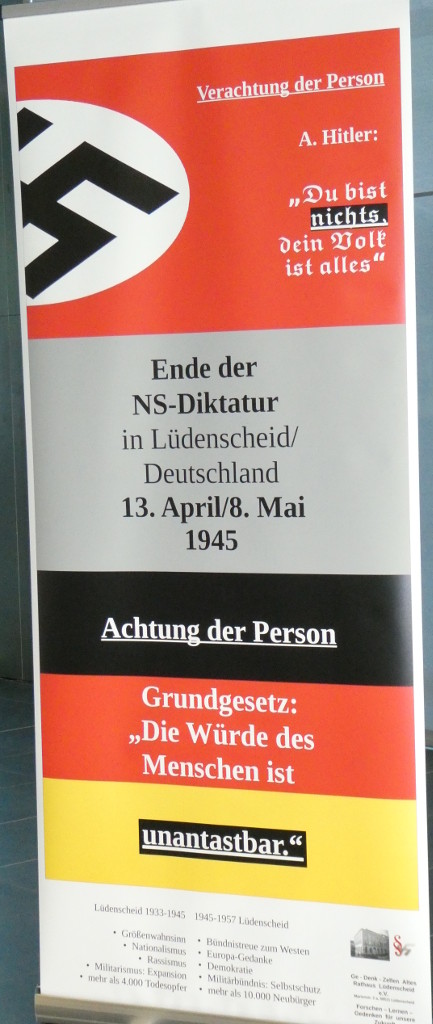 Verachtung der Person
A. Hitler:
„Du bist
nichts,
dein Volk
ist alles“
Ende der
NS-Diktatur
in Lüdenscheid/
Deutschland
13. April/8. Mai
1945
Achtung der Person
Grundgesetz:
„Die Würde des
Menschen ist
unantastbar.“
Lüdenscheid 1933-1945 1945-1957 Lüdenscheid
• Größenwahnsinn
• Nationalismus
• Rassismus
• Militarismus: Expansion
• mehr als 4.000 Todesopfer
• Bündnistreue zum Westen
• Europa-Gedanke
• Demokratie
• Militärbündnis: Selbstschutz
• mehr als 10.000 Neubürger
Ge - Denk - Zellen Altes
Rathaus Lüdenscheid
e.V.
Forschen – Lernen –
Gedenken für unsere